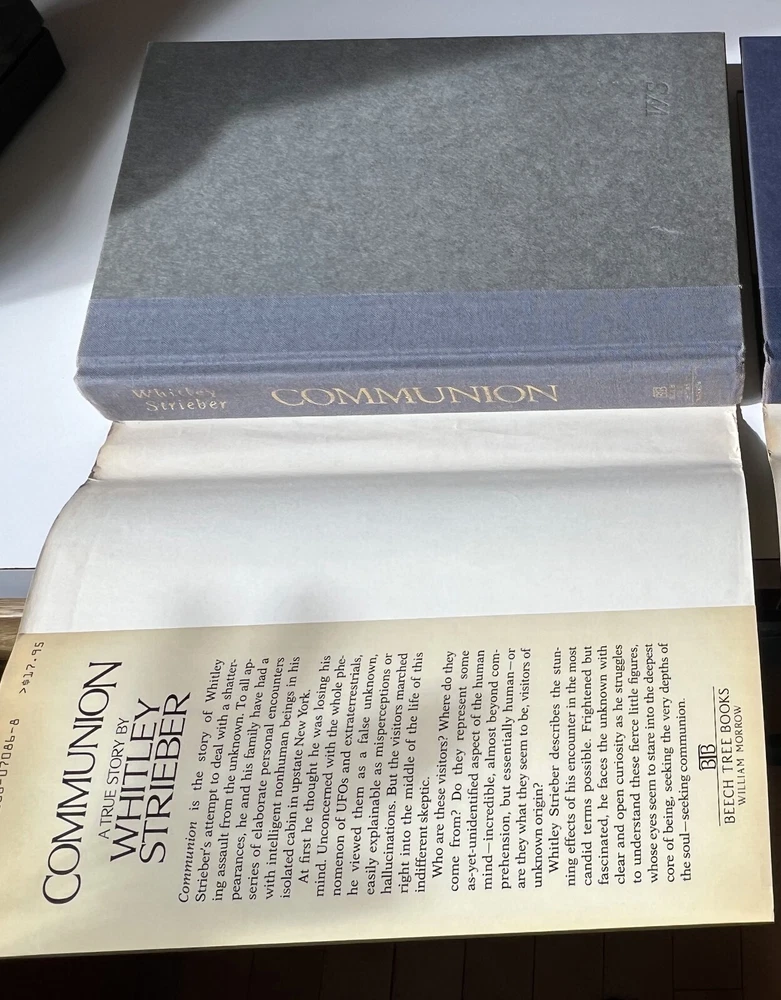 WS
Whitley
Strieber
COMMUNION
>$17.95
COMMUNION
A TRUE STORY BY
WHITLEY
STRIEBER
Communion is the story of Whitley
Strieber's attempt to deal with a shatter-
ing assault from the unknown. To all ap-
pearances, he and his family have had a
series of elaborate personal encounters
with intelligent nonhuman beings in his
isolated cabin in upstate New York.
At first he thought he was losing his
mind. Unconcerned with the whole phe-
nomenon of UFOs and extraterrestrials,
he viewed them as a false unknown,
easily explainable as misperceptions or
hallucinations. But the visitors marched
right into the middle of the life of this
indifferent skeptic.
Who are these visitors? Where do they
come from? Do they represent some
as-yet-unidentified aspect of the human
mind—incredible, almost beyond com-
prehension, but essentially human—or
are they what they seem to be, visitors of
unknown origin?
Whitley Strieber describes the stun-
ning effects of his encounter in the most
candid terms possible. Frightened but
fascinated, he faces the unknown with
clear and open curiosity as he struggles
to understand these fierce little figures,
whose eyes seem to stare into the deepest
core of being, seeking the very depths of
the soul—seeking communion.
BTB
BEECH TREE BOOKS
WILLIAM MORROW